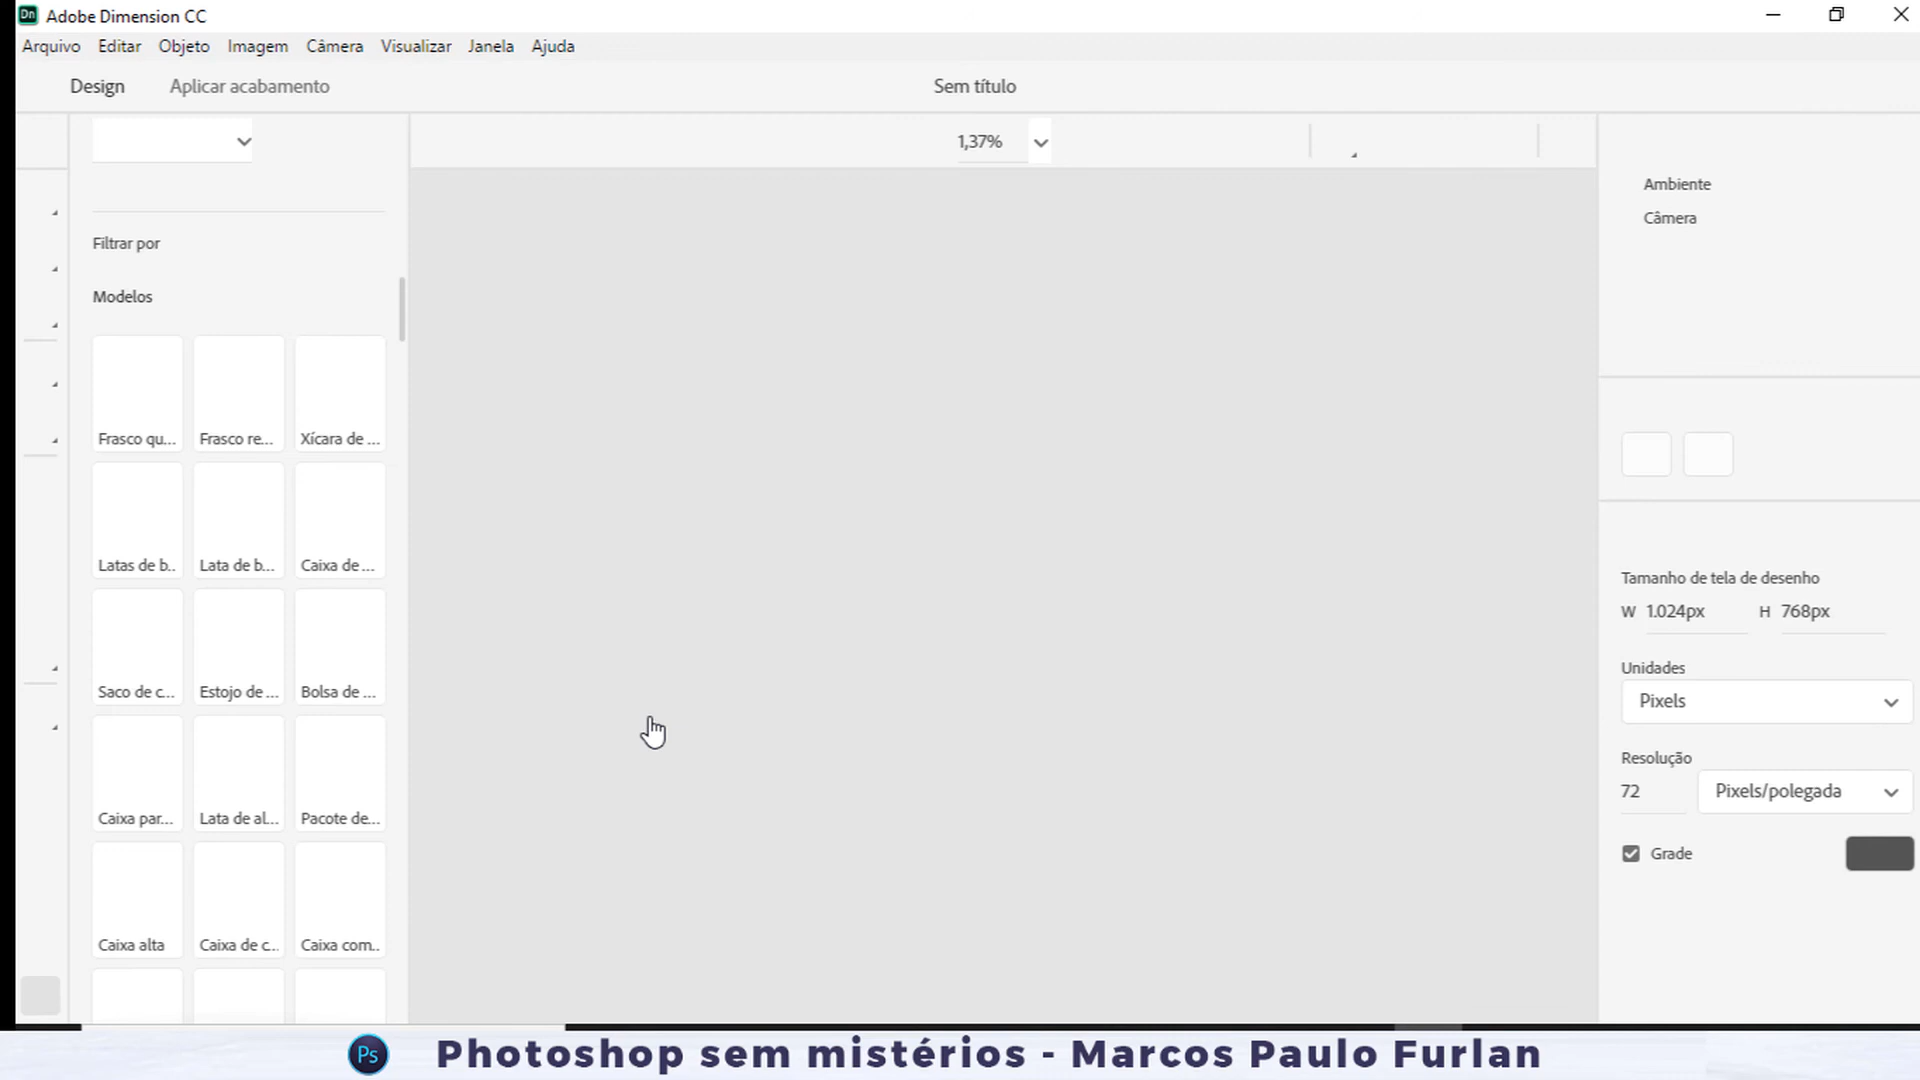 Dn Adobe Dimension CC
Arquivo Editar Objeto Imagem Câmera Visualizar Janela Ajuda
Design Aplicar acabamento Sem título
1,37%
Filtrar por
Modelos
Frasco qu... Frasco re... Xícara de ...
Latas de b.. Lata de b... Caixa de ...
Saco de c... Estojo de ... Bolsa de ...
Caixa par... Lata de al... Pacote de...
Caixa alta Caixa de c... Caixa com..
Ambiente
Câmera
Tamanho de tela de desenho
W 1.024px H 768px
Unidades
Pixels
Resolução
72 Pixels/polegada
Grade
Ps Photoshop sem mistérios - Marcos Paulo Furlan